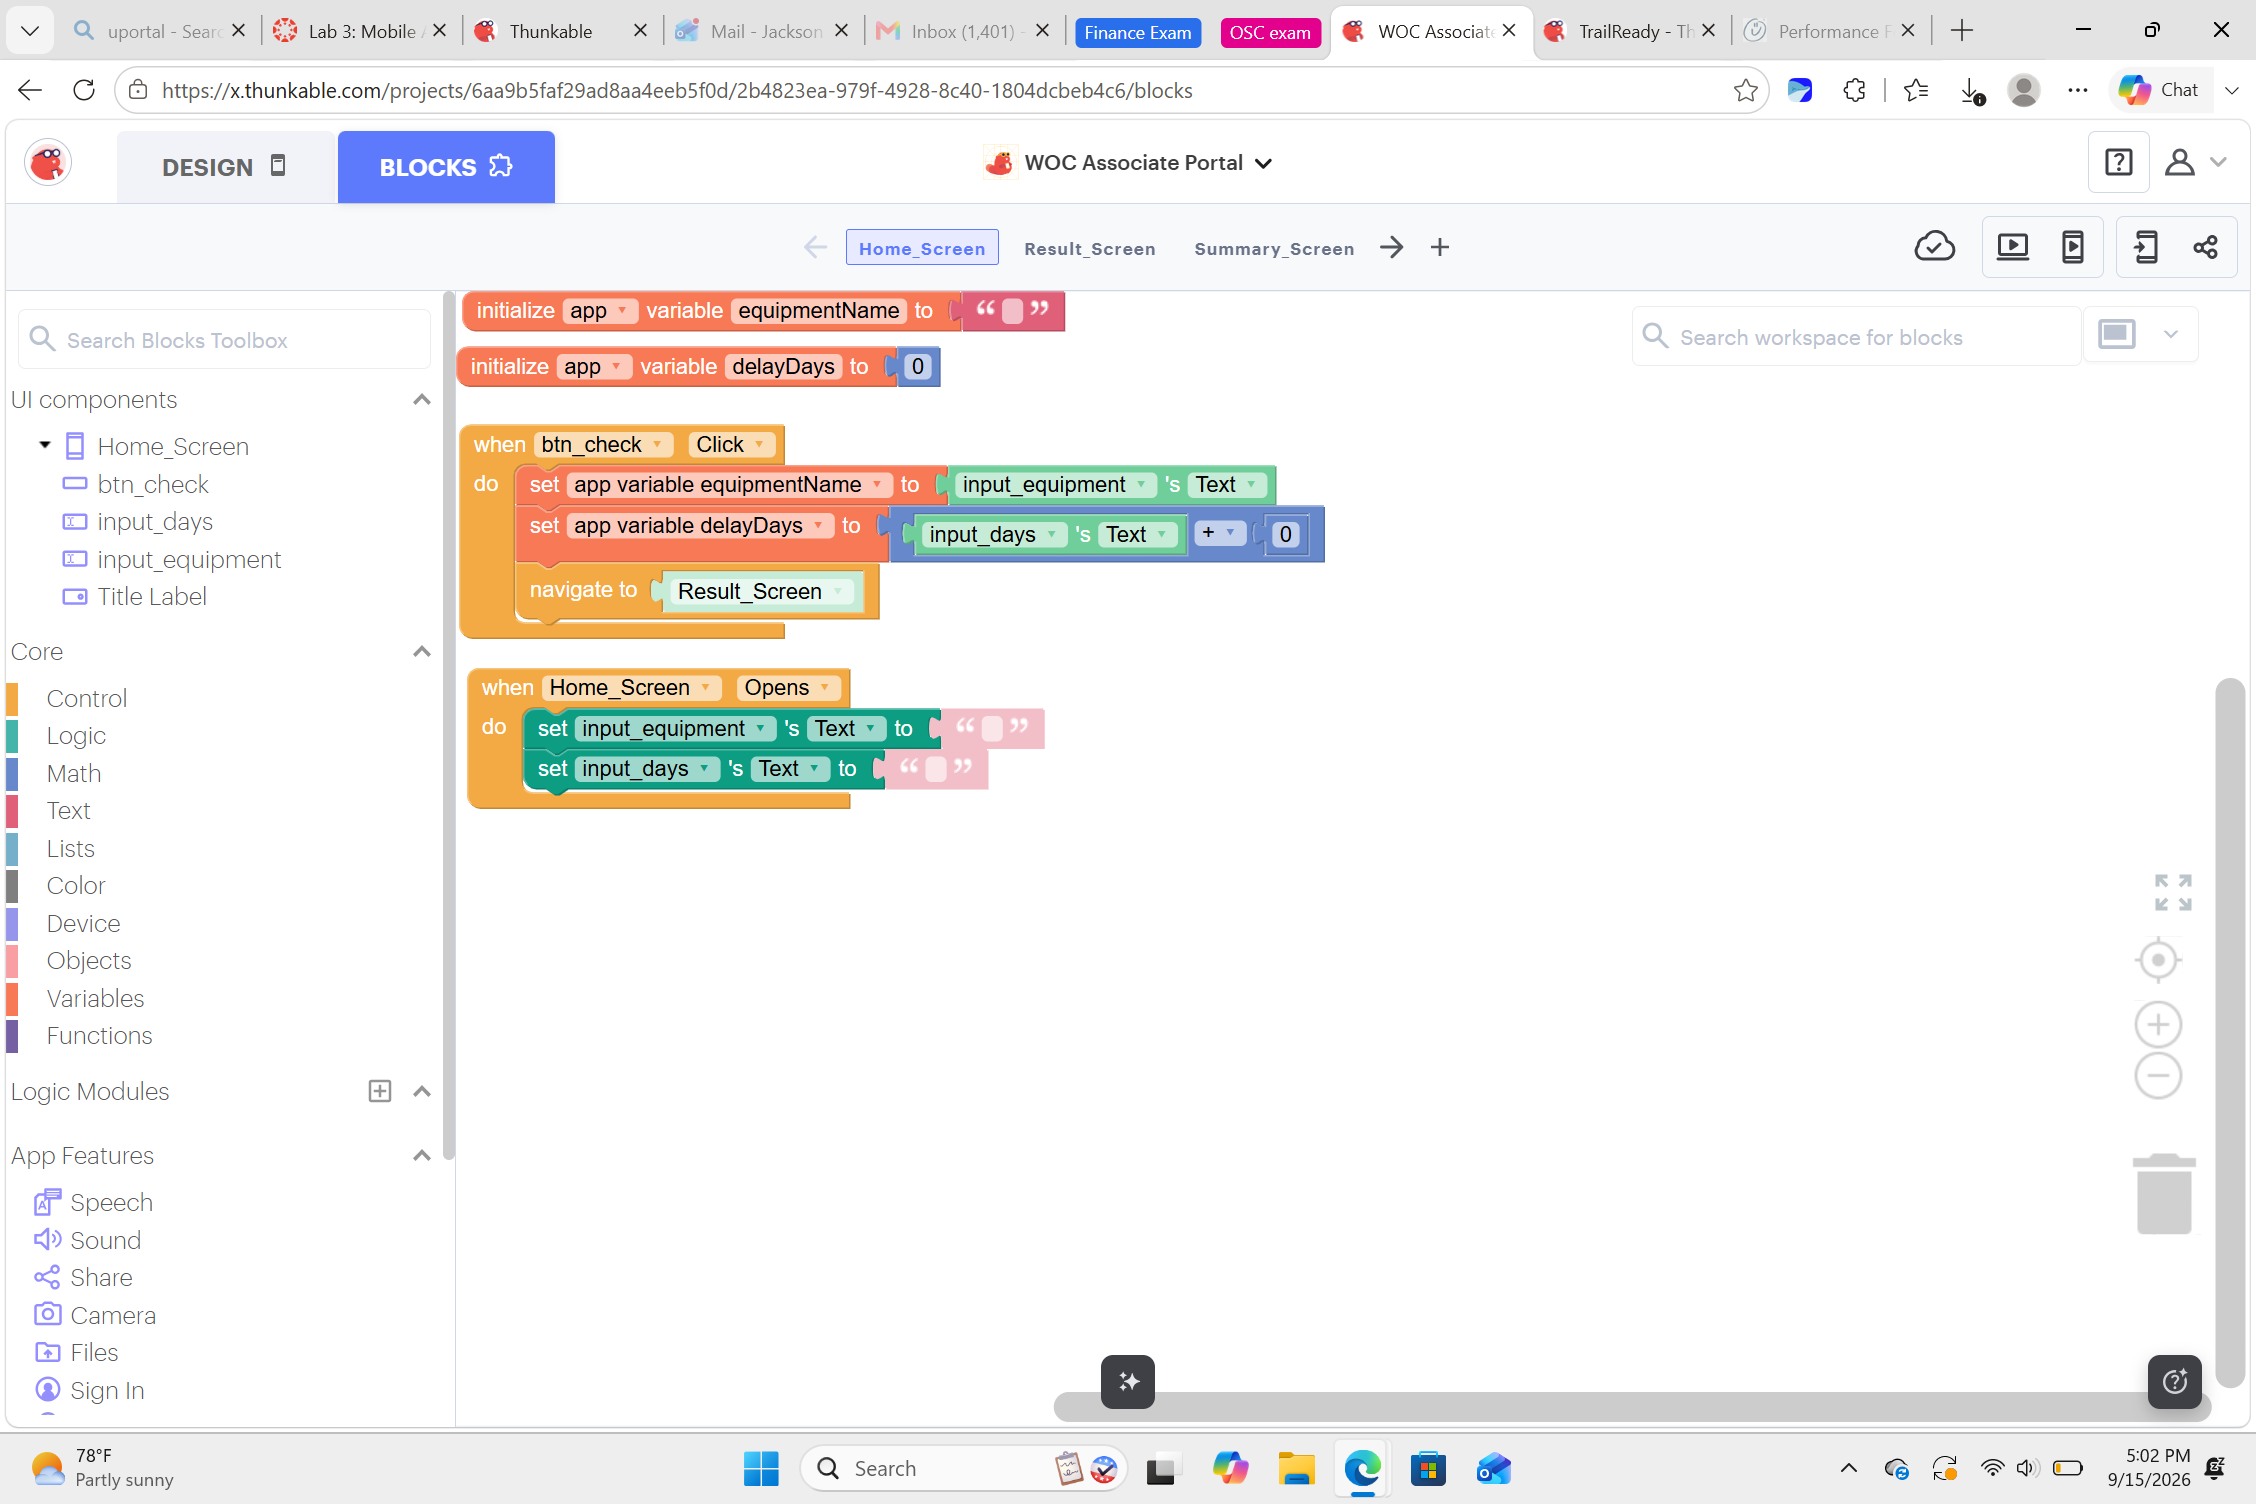 uportal - Sear
Lab 3: Mobile A
Thunkable
Mail - Jackson
Inbox (1,401) -
Finance Exam
OSC exam
WOC Associate
TrailReady - Th
Performance F
https://x.thunkable.com/projects/6aa9b5faf29ad8aa4eeb5f0d/2b4823ea-979f-4928-8c40-1804dcbeb4c6/blocks
Chat
DESIGN
BLOCKS
WOC Associate Portal
Home_Screen
Result_Screen
Summary_Screen
Search Blocks Toolbox
UI components
Home_Screen
btn_check
input_days
input_equipment
Title Label
Core
Control
Logic
Math
Text
Lists
Color
Device
Objects
Variables
Functions
Logic Modules
App Features
Speech
Sound
Share
Camera
Files
Sign In
initialize app variable equipmentName to “ ”
initialize app variable delayDays to 0
when btn_check Click
do set app variable equipmentName to input_equipment 's Text
set app variable delayDays to input_days 's Text + 0
navigate to Result_Screen
when Home_Screen Opens
do set input_equipment 's Text to “ ”
set input_days 's Text to “ ”
Search workspace for blocks
78°F
Partly sunny
Search
5:02 PM
9/15/2026